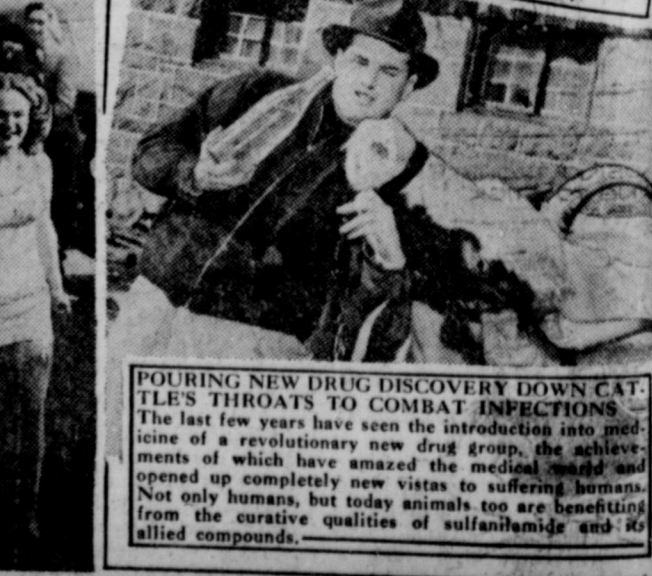 POURING NEW DRUG DISCOVERY DOWN CAT-
TLE'S THROATS TO COMBAT INFECTIONS
The last few years have seen the introduction into med-
icine of a revolutionary new drug group, the achieve-
ments of which have amazed the medical world and
opened up completely new vistas to suffering humans.
Not only humans, but today animals too are benefitting
from the curative qualities of sulfanilamide and its
allied compounds.